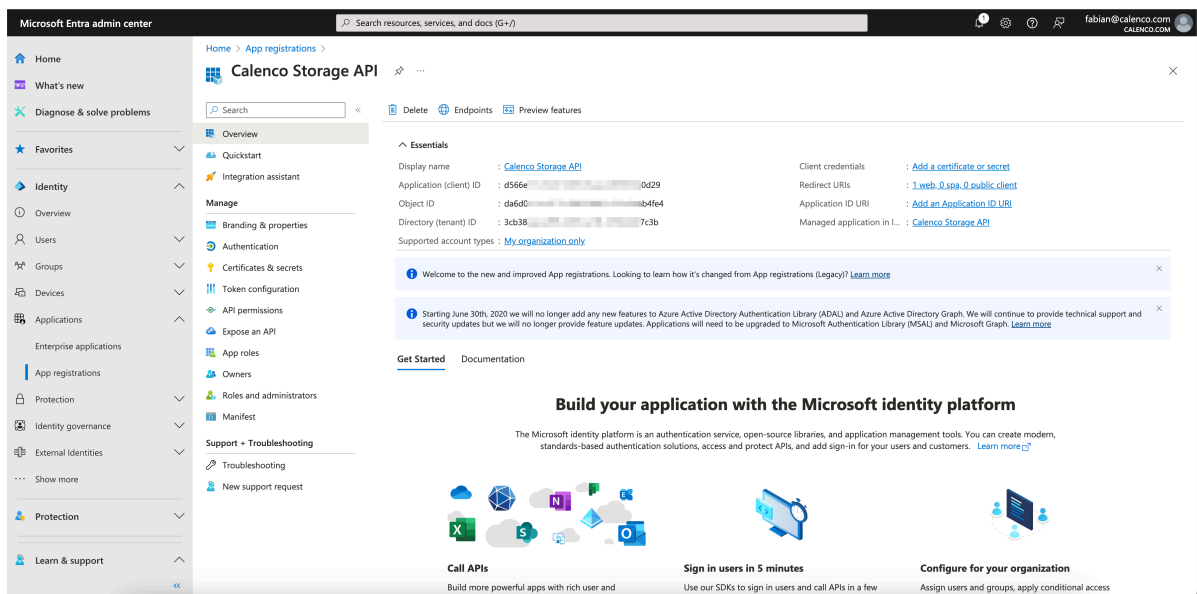 Microsoft Entra admin center
Search resources, services, and docs (G+/)
1
fabian@calenco.com
CALENCO.COM
Home
What's new
Diagnose & solve problems
Favorites
Identity
Overview
Users
Groups
Devices
Applications
Enterprise applications
App registrations
Protection
Identity governance
External Identities
Show more
Protection
Learn & support
Home > App registrations >
Calenco Storage API
Search
Overview
Quickstart
Integration assistant
Manage
Branding & properties
Authentication
Certificates & secrets
Token configuration
API permissions
Expose an API
App roles
Owners
Roles and administrators
Manifest
Support + Troubleshooting
Troubleshooting
New support request
Delete Endpoints Preview features
Essentials
Display name : Calenco Storage API
Application (client) ID : d566e 0d29
Object ID : da6d0 b4fe4
Directory (tenant) ID : 3cb38 7c3b
Supported account types : My organization only
Client credentials : Add a certificate or secret
Redirect URIs : 1 web, 0 spa, 0 public client
Application ID URI : Add an Application ID URI
Managed application in l... : Calenco Storage API
Welcome to the new and improved App registrations. Looking to learn how it's changed from App registrations (Legacy)? Learn more
Starting June 30th, 2020 we will no longer add any new features to Azure Active Directory Authentication Library (ADAL) and Azure Active Directory Graph. We will continue to provide technical support and
security updates but we will no longer provide feature updates. Applications will need to be upgraded to Microsoft Authentication Library (MSAL) and Microsoft Graph. Learn more
Get Started Documentation
Build your application with the Microsoft identity platform
The Microsoft identity platform is an authentication service, open-source libraries, and application management tools. You can create modern,
standards-based authentication solutions, access and protect APIs, and add sign-in for your users and customers. Learn more
Call APIs
Build more powerful apps with rich user and
Sign in users in 5 minutes
Use our SDKs to sign in users and call APIs in a few
Configure for your organization
Assign users and groups, apply conditional access